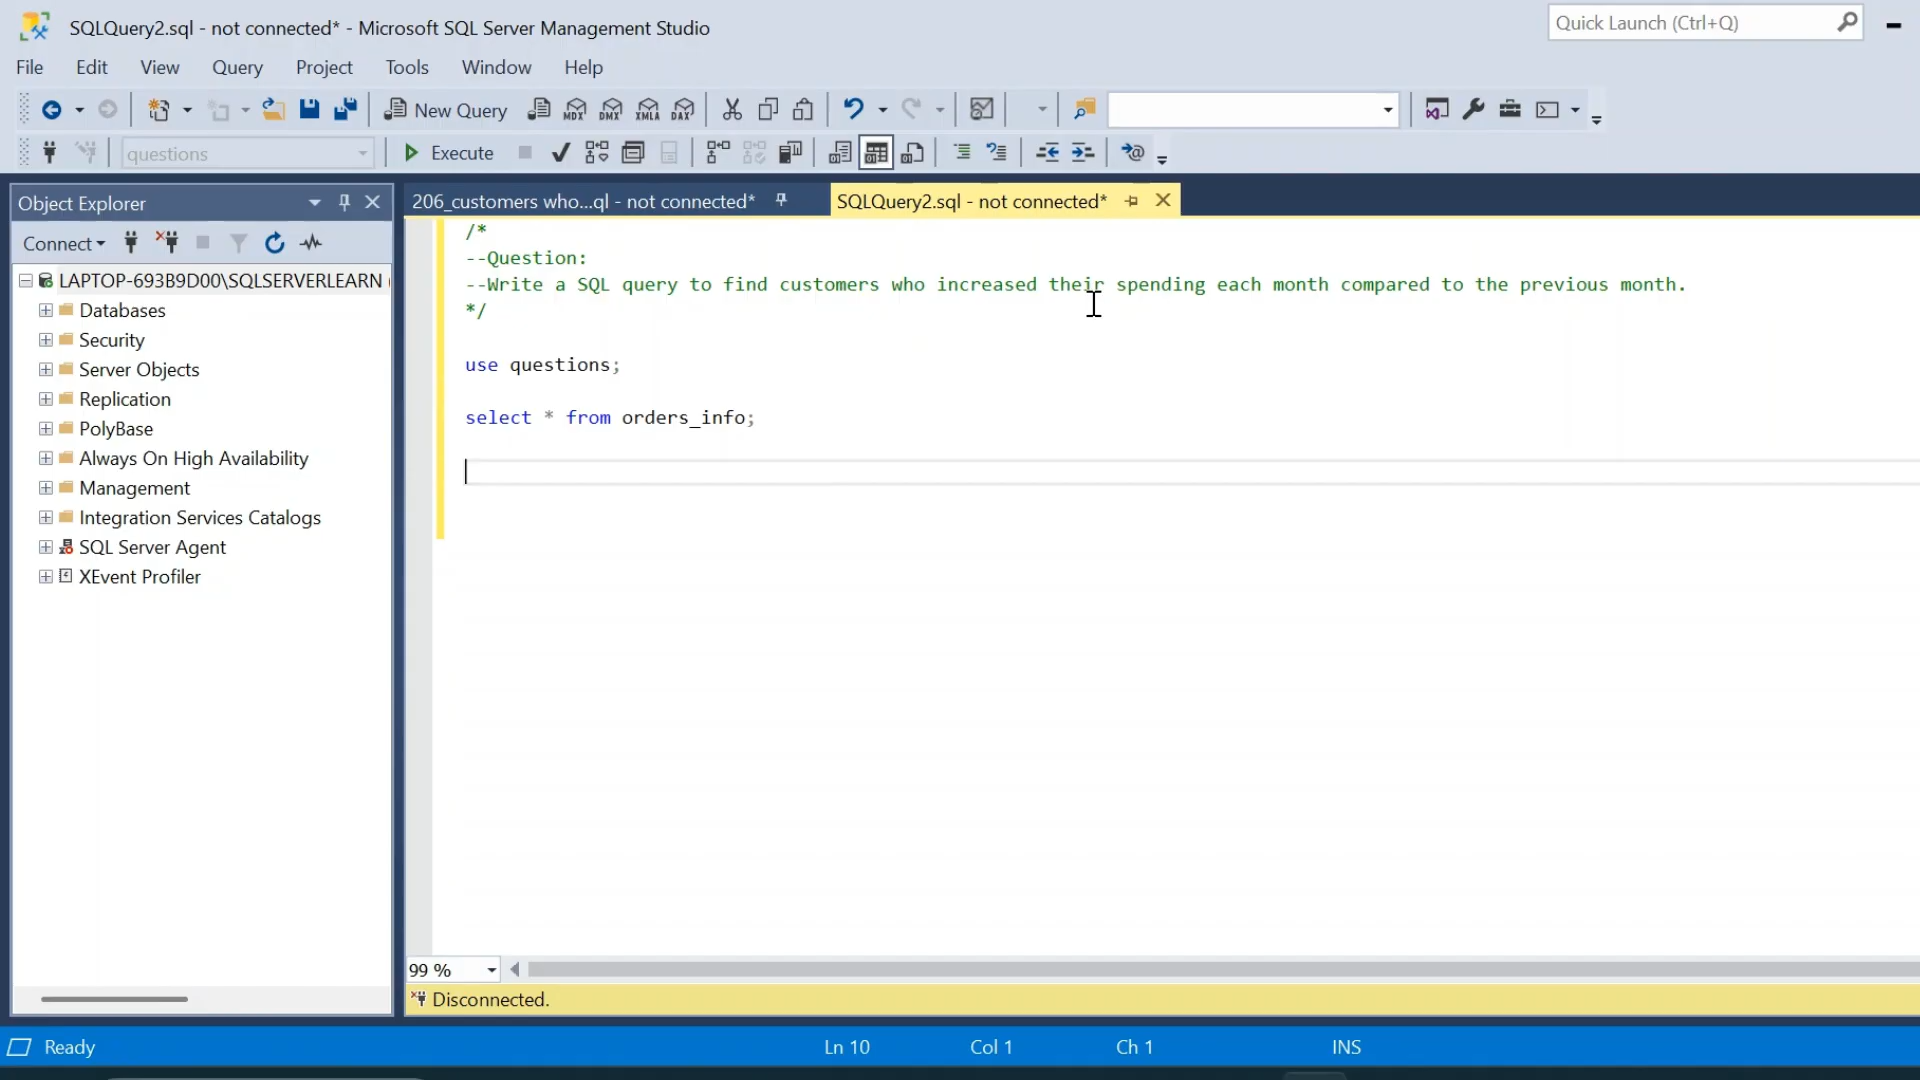 SQLQuery2.sql - not connected* - Microsoft SQL Server Management Studio
Quick Launch (Ctrl+Q)
File Edit View Query Project Tools Window Help
New Query MDX DMX XMLA DAX
questions Execute
Object Explorer
206_customers who...ql - not connected*
SQLQuery2.sql - not connected*
Connect
LAPTOP-693B9D00\SQLSERVERLEARN (
Databases
Security
Server Objects
Replication
PolyBase
Always On High Availability
Management
Integration Services Catalogs
SQL Server Agent
XEvent Profiler
/*
--Question:
--Write a SQL query to find customers who increased their spending each month compared to the previous month.
*/
use questions;
select * from orders_info;
99 %
Disconnected.
Ready
Ln 10
Col 1
Ch 1
INS